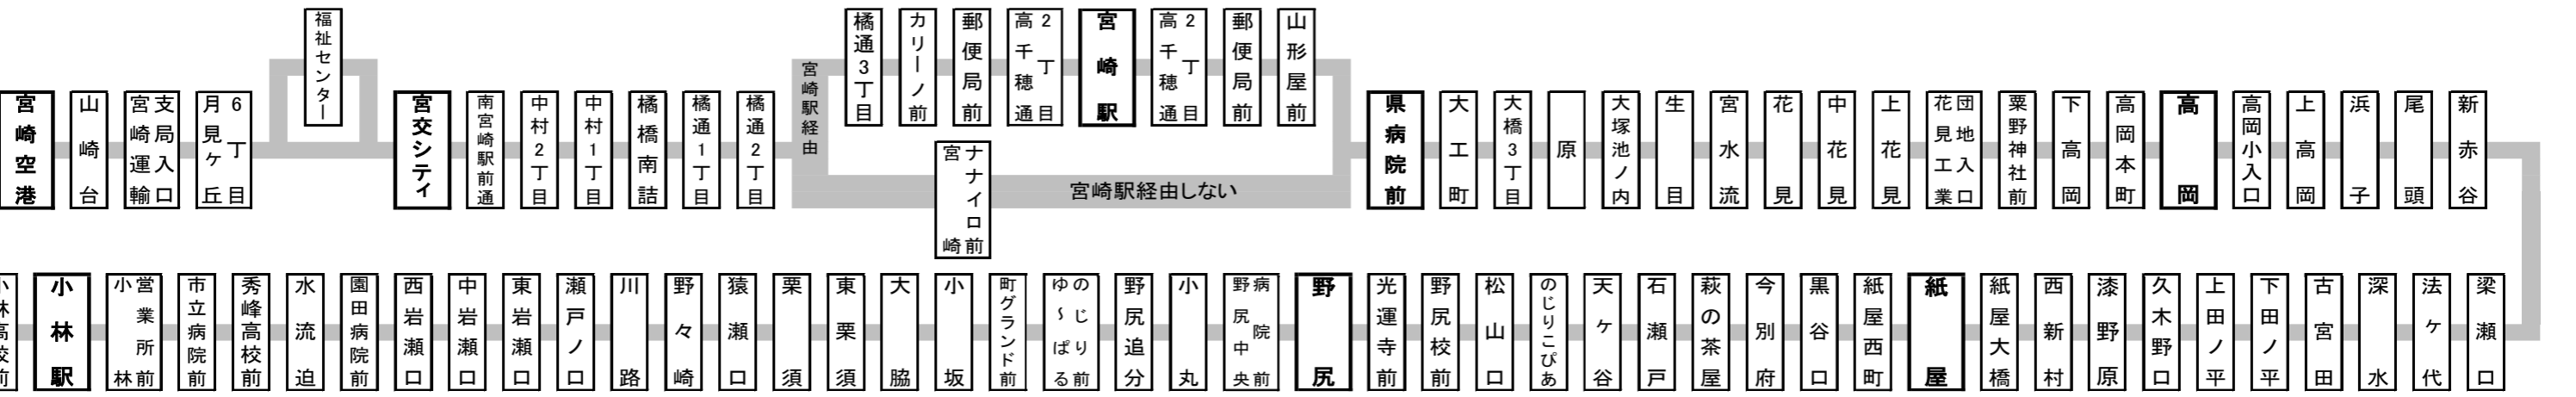 宮崎空港
山崎台
宮崎運輸支局入口
月見ヶ丘6丁目
福祉センター
宮交シティ
南宮崎駅前通
中村2丁目
中村1丁目
橘橋南詰
橘通1丁目
橘通2丁目
宮崎駅経由
橘通3丁目
カリーノ前
郵便局前
高千穂通2丁目
宮崎駅
高千穂通2丁目
郵便局前
山形屋前
宮崎ナナイロ前
宮崎駅経由しない
県病院前
大工町
大橋3丁目
原
大塚池ノ内
生目
宮水流
花見
中花見
上花見
花見工業団地入口
粟野神社前
下高岡
高岡本町
高岡
高岡小入口
上高岡
浜子
尾頭
新赤谷
梁瀬口
法ヶ代
深水
古宮田
下田ノ平
上田ノ平
久木野口
漆野原
西新村
紙屋大橋
紙屋
紙屋西町
黒谷口
今別府
萩の茶屋
石瀬戸
天ヶ谷
のじりこぴあ
松山口
野尻校前
光運寺前
野尻
野尻中央病院前
小丸
野尻追分
のじりゆ～ぱる前
町グランド前
小坂
大脇
東栗須
栗須
猿瀬口
野々崎
川路
瀬戸ノ口
東岩瀬口
中岩瀬口
西岩瀬口
園田病院前
水流迫
秀峰高校前
市立病院前
小林営業所前
小林駅
小林高校前